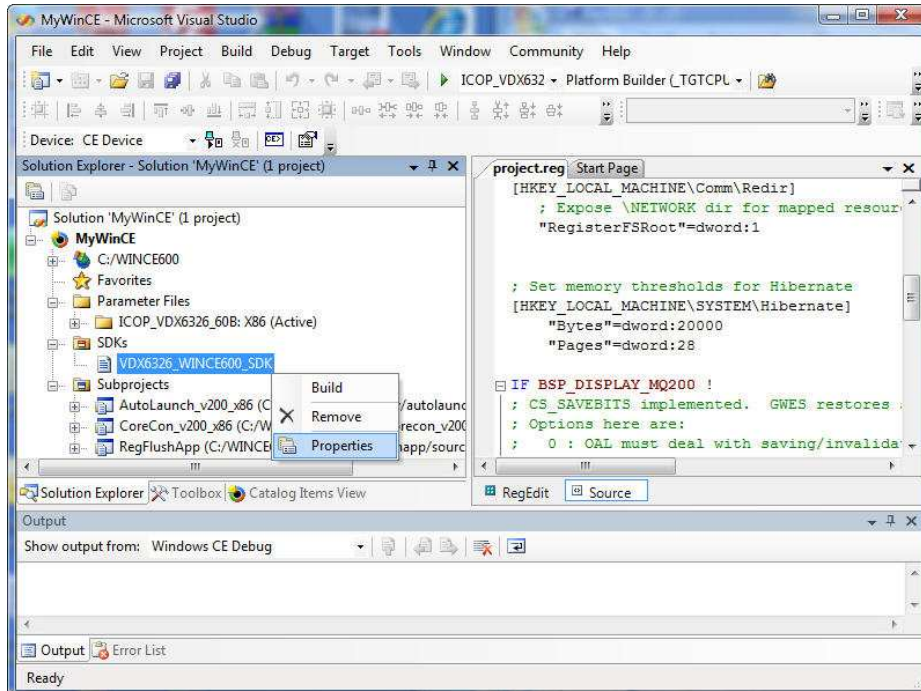 MyWinCE - Microsoft Visual Studio
File Edit View Project Build Debug Target Tools Window Community Help
ICOP_VDX632 Platform Builder (_TGTCPU
Device: CE Device
Solution Explorer - Solution 'MyWinCE' (1 project)
Solution 'MyWinCE' (1 project)
MyWinCE
C:/WINCE600
Favorites
Parameter Files
ICOP_VDX6326_60B: X86 (Active)
SDKs
VDX6326_WINCE600_SDK
Subprojects
AutoLaunch_v200_x86 (C /autolaunc
CoreCon_v200_x86 (C:/W recon_v200
RegFlushApp (C:/WINCE happ/sourc
Build
Remove
Properties
Solution Explorer Toolbox Catalog Items View
project.reg Start Page
[HKEY_LOCAL_MACHINE\Comm\Redir]
; Expose \NETWORK dir for mapped resour
"RegisterFSRoot"=dword:1
; Set memory thresholds for Hibernate
[HKEY_LOCAL_MACHINE\SYSTEM\Hibernate]
"Bytes"=dword:20000
"Pages"=dword:28
IF BSP_DISPLAY_MQ200 !
; CS_SAVEBITS implemented. GWES restores
; Options here are:
; 0 : OAL must deal with saving/invalida
RegEdit Source
Output
Show output from: Windows CE Debug
Output Error List
Ready